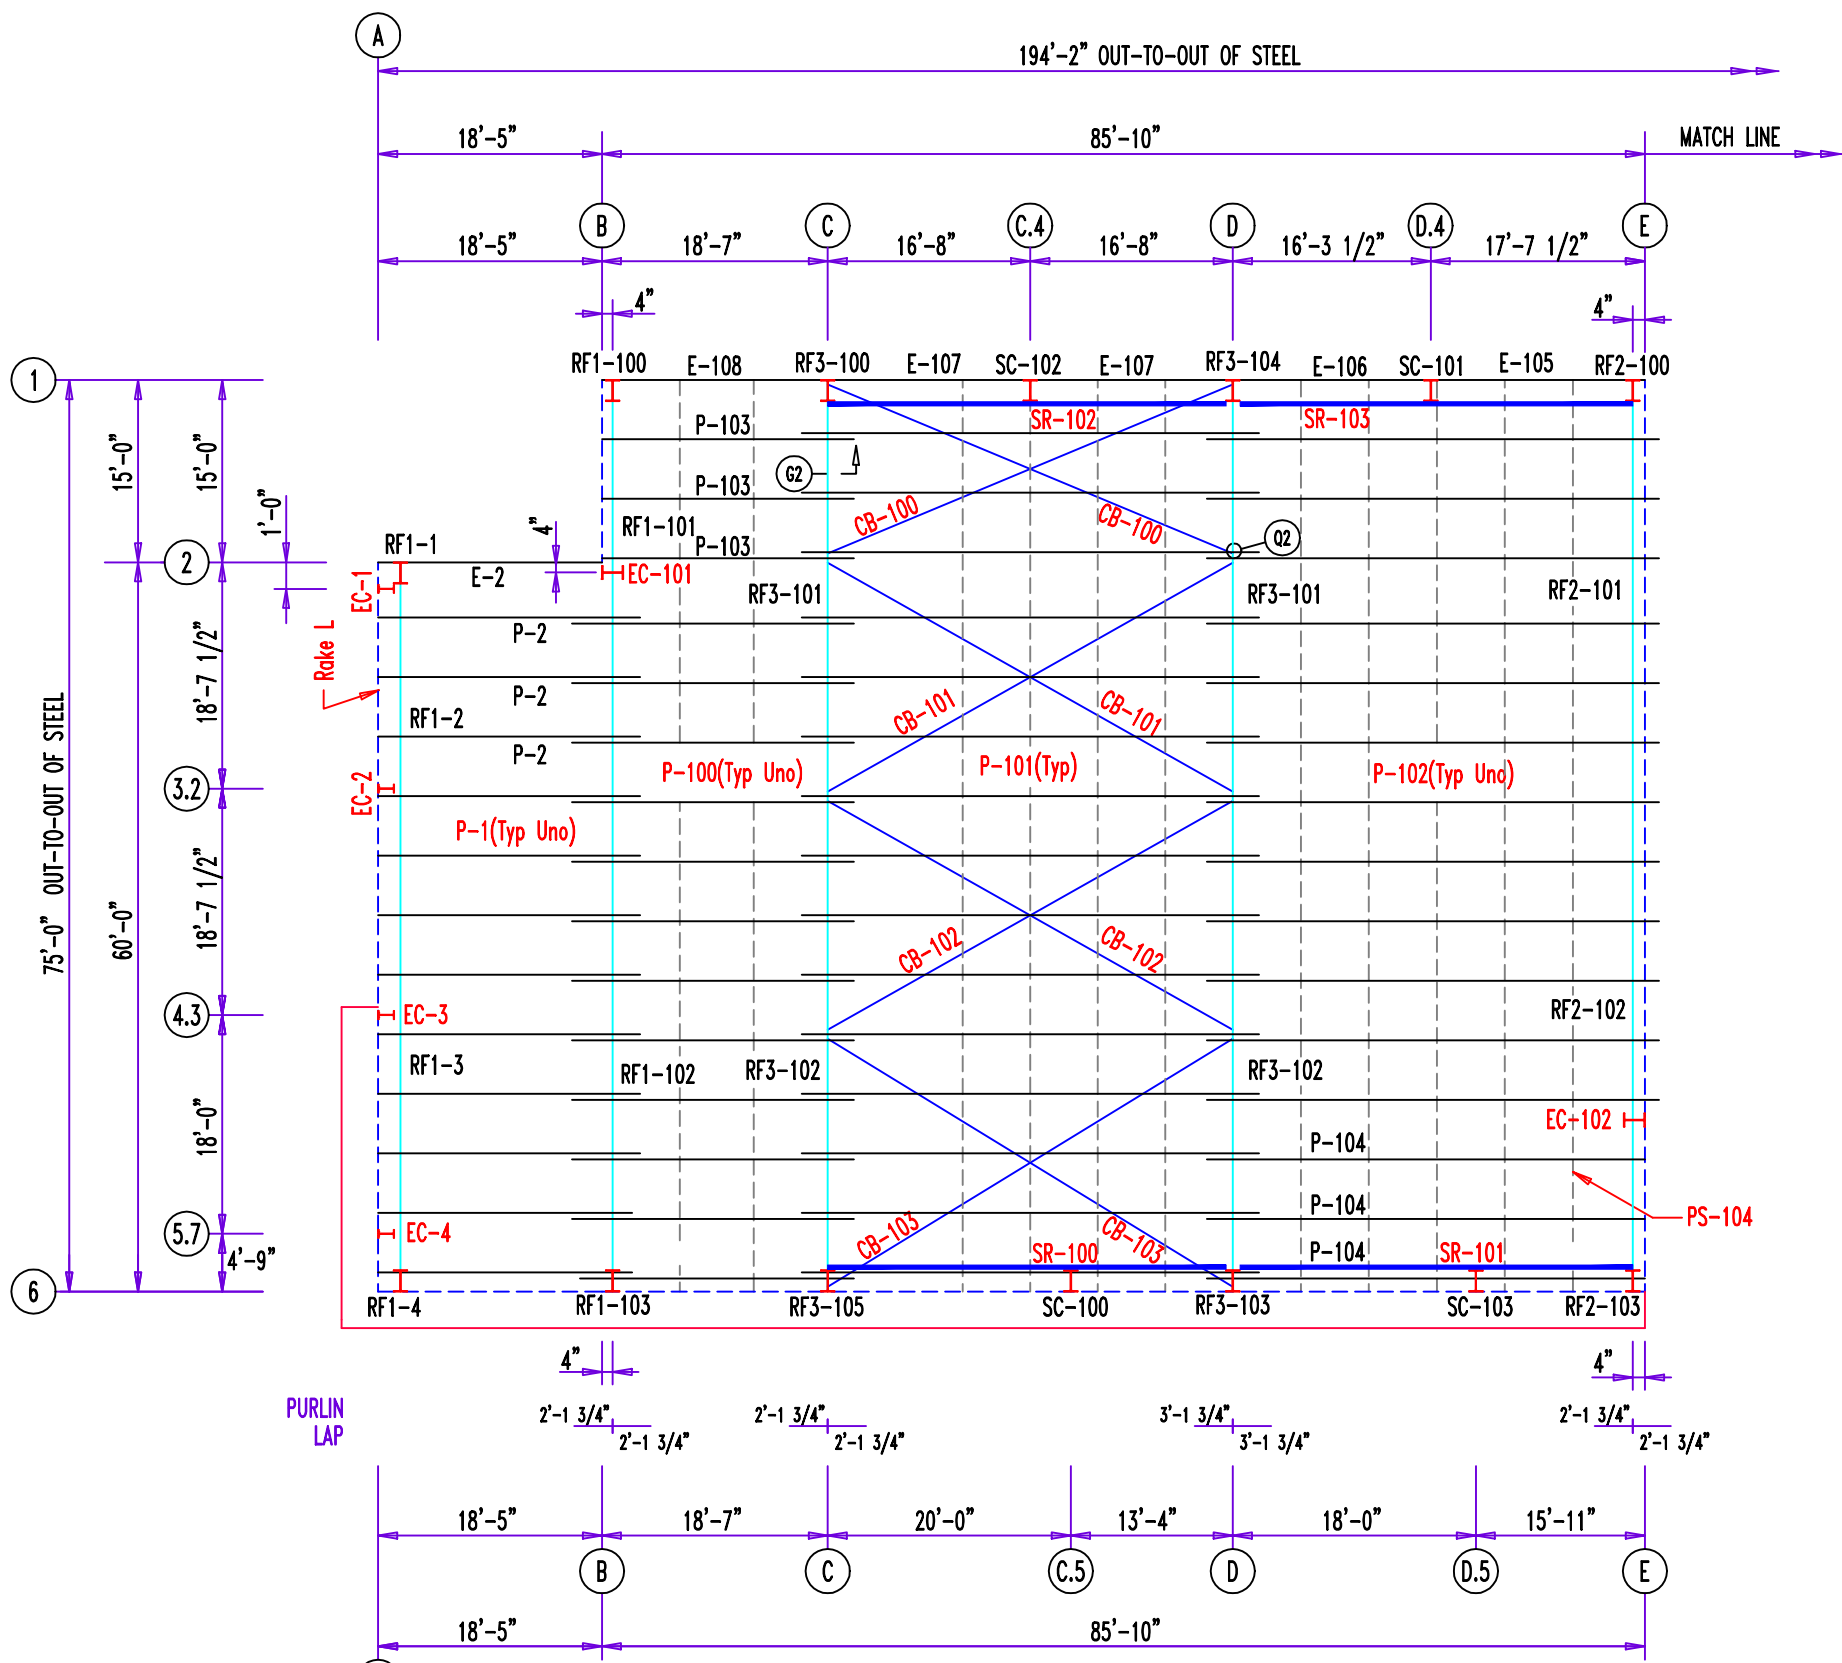 A
194'-2" OUT-TO-OUT OF STEEL
18'-5" 85'-10" MATCH LINE
B C C.4 D D.4 E
18'-5" 18'-7" 16'-8" 16'-8" 16'-3 1/2" 17'-7 1/2"
4" 4"
RF1-100 E-108 RF3-100 E-107 SC-102 E-107 RF3-104 E-106 SC-101 E-105 RF2-100
1
SR-102 SR-103
P-103
15'-0" 15'-0" 1'-0"
G2
P-103
CB-100 CB-100
4"
RF1-101
P-103
Q2
RF1-1
2
E-2
EC-101
EC-1
RF3-101 RF3-101 RF2-101
P-2
Rake L
18'-7 1/2"
P-2
RF1-2
CB-101 CB-101
P-2
P-100(Typ Uno) P-101(Typ) P-102(Typ Uno)
3.2
EC-2
P-1(Typ Uno)
75'-0" OUT-TO-OUT OF STEEL
60'-0"
18'-7 1/2"
CB-102 CB-102
4.3
EC-3
RF2-102
RF1-3
RF1-102 RF3-102 RF3-102
18'-0"
EC-102
P-104
P-104
PS-104
5.7
EC-4
CB-103 CB-103
4'-9"
SR-100
P-104
SR-101
6
RF1-4 RF1-103 RF3-105 SC-100 RF3-103 SC-103 RF2-103
4" 4"
PURLIN
LAP
2'-1 3/4" 2'-1 3/4" 3'-1 3/4" 2'-1 3/4"
2'-1 3/4" 2'-1 3/4" 3'-1 3/4" 2'-1 3/4"
18'-5" 18'-7" 20'-0" 13'-4" 18'-0" 15'-11"
B C C.5 D D.5 E
18'-5" 85'-10"